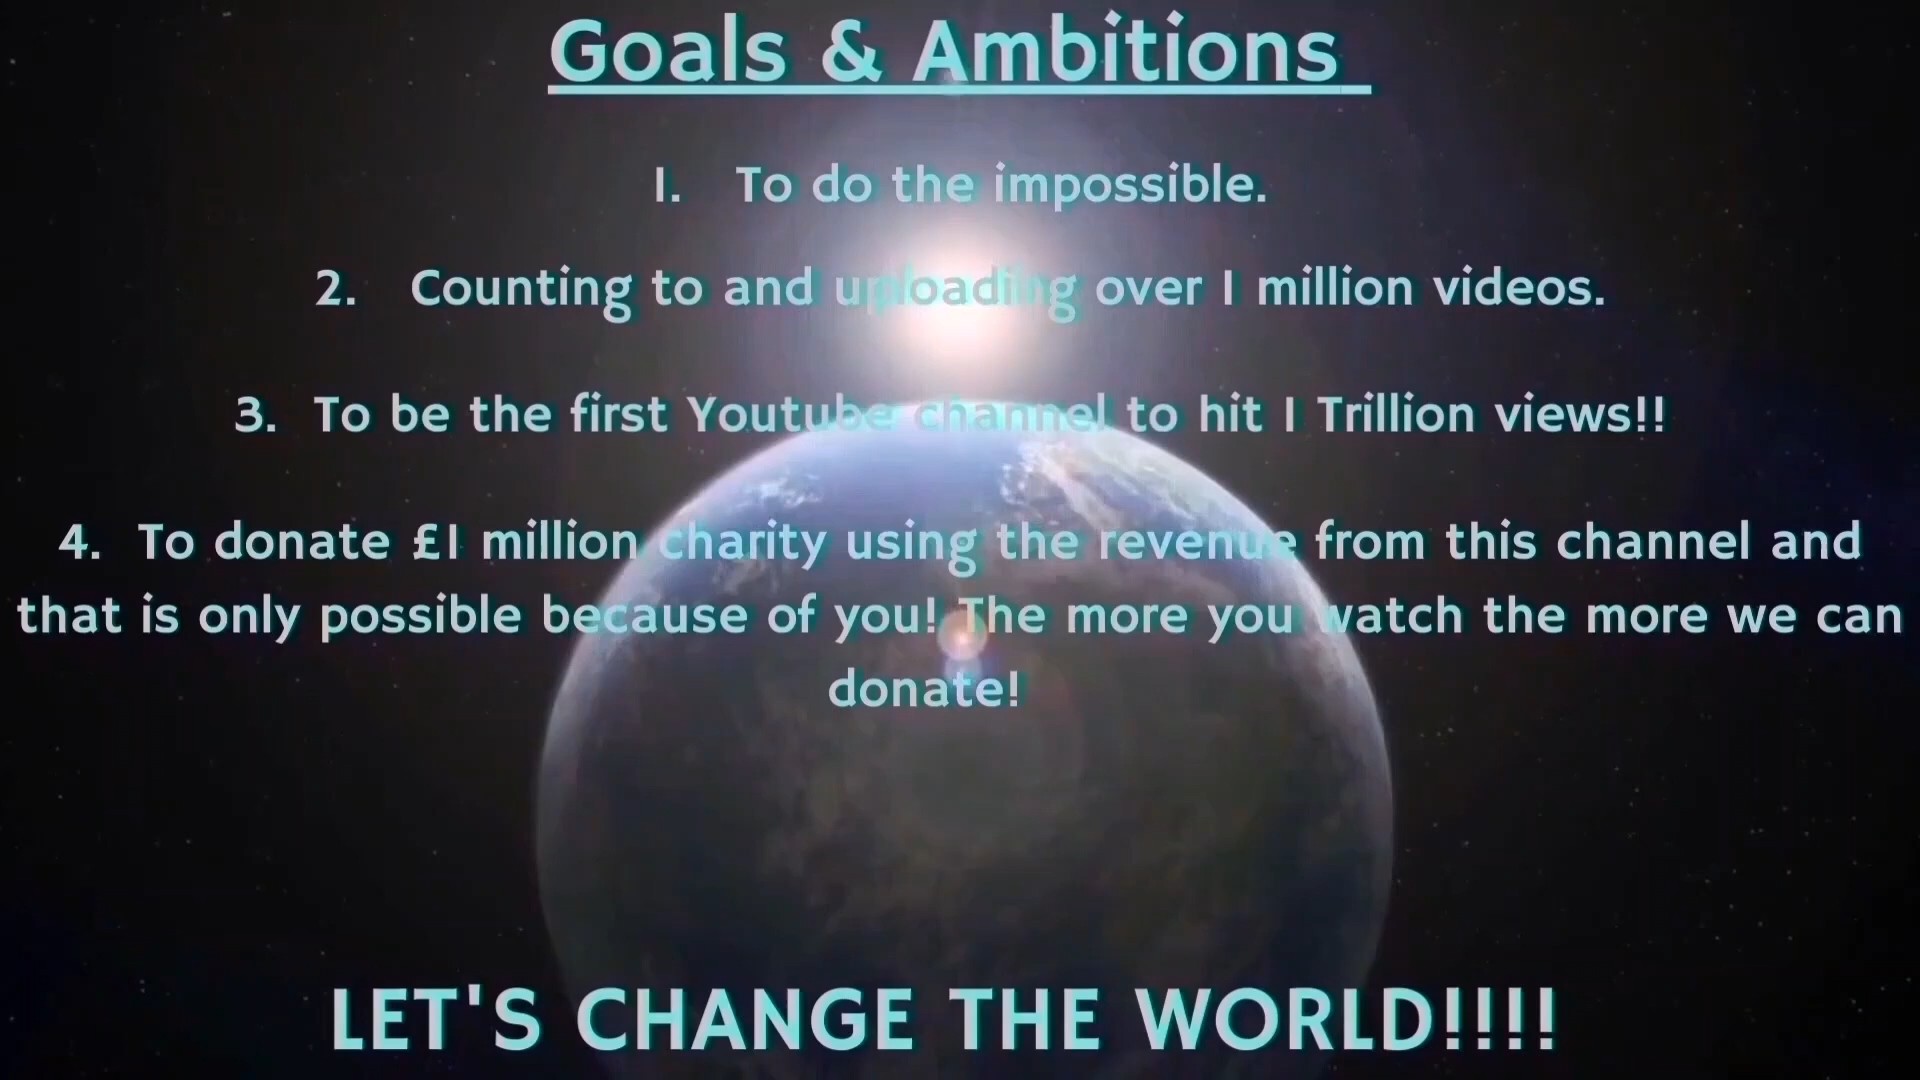 Goals & Ambitions
1. To do the impossible.
2. Counting to and uploading over 1 million videos.
3. To be the first Youtube channel to hit 1 Trillion views!!
4. To donate £1 million charity using the revenue from this channel and
that is only possible because of you! The more you watch the more we can
donate!
LET'S CHANGE THE WORLD!!!!